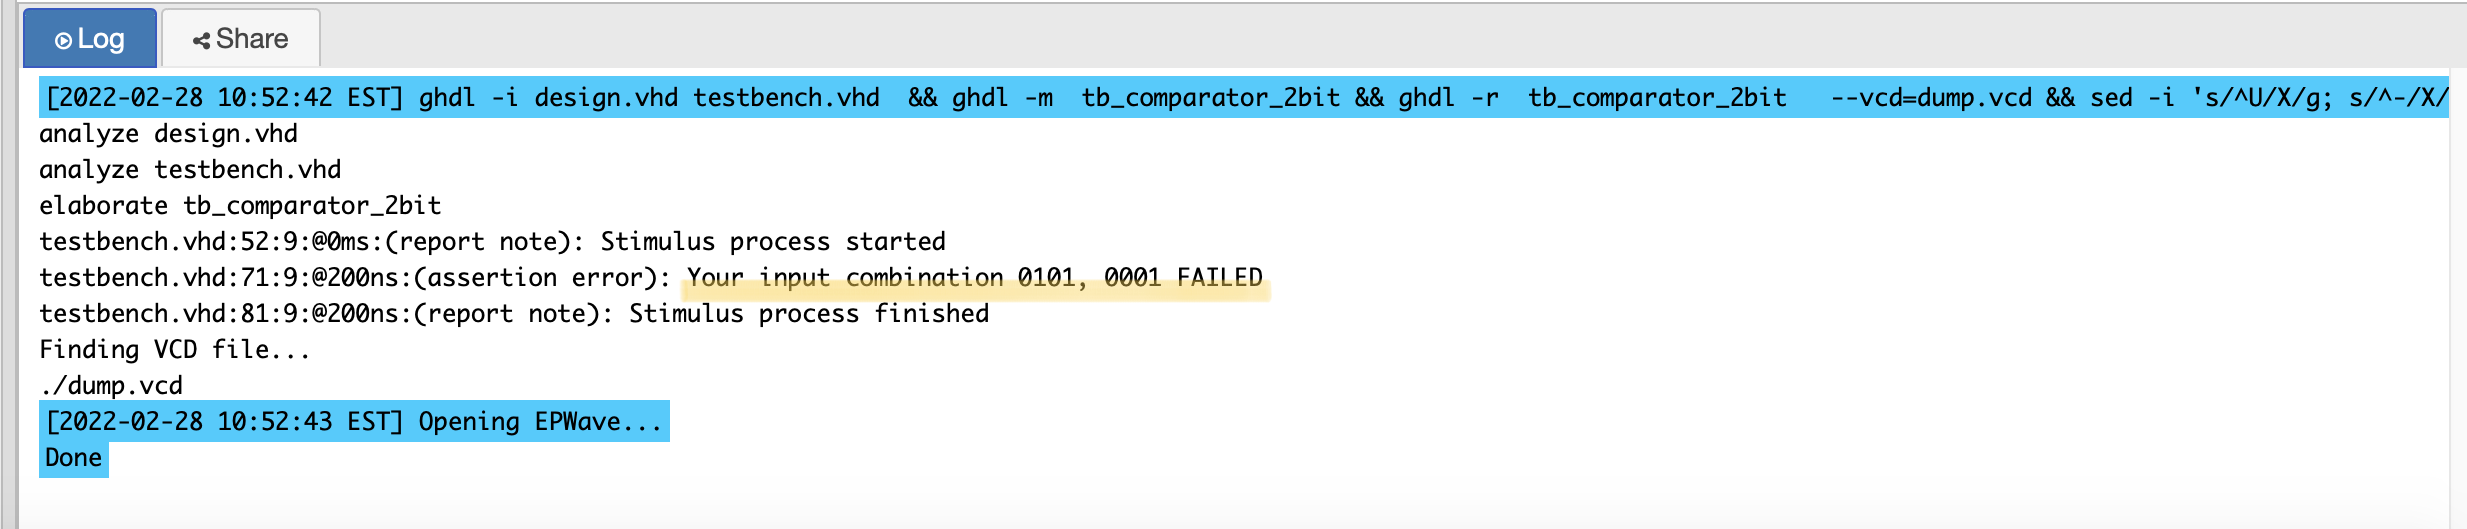 Log
Share
[2022-02-28 10:52:42 EST] ghdl -i design.vhd testbench.vhd  && ghdl -m  tb_comparator_2bit && ghdl -r  tb_comparator_2bit   --vcd=dump.vcd && sed -i 's/^U/X/g; s/^-/X/
analyze design.vhd
analyze testbench.vhd
elaborate tb_comparator_2bit
testbench.vhd:52:9:@0ms:(report note): Stimulus process started
testbench.vhd:71:9:@200ns:(assertion error): Your input combination 0101, 0001 FAILED
testbench.vhd:81:9:@200ns:(report note): Stimulus process finished
Finding VCD file...
./dump.vcd
[2022-02-28 10:52:43 EST] Opening EPWave...
Done